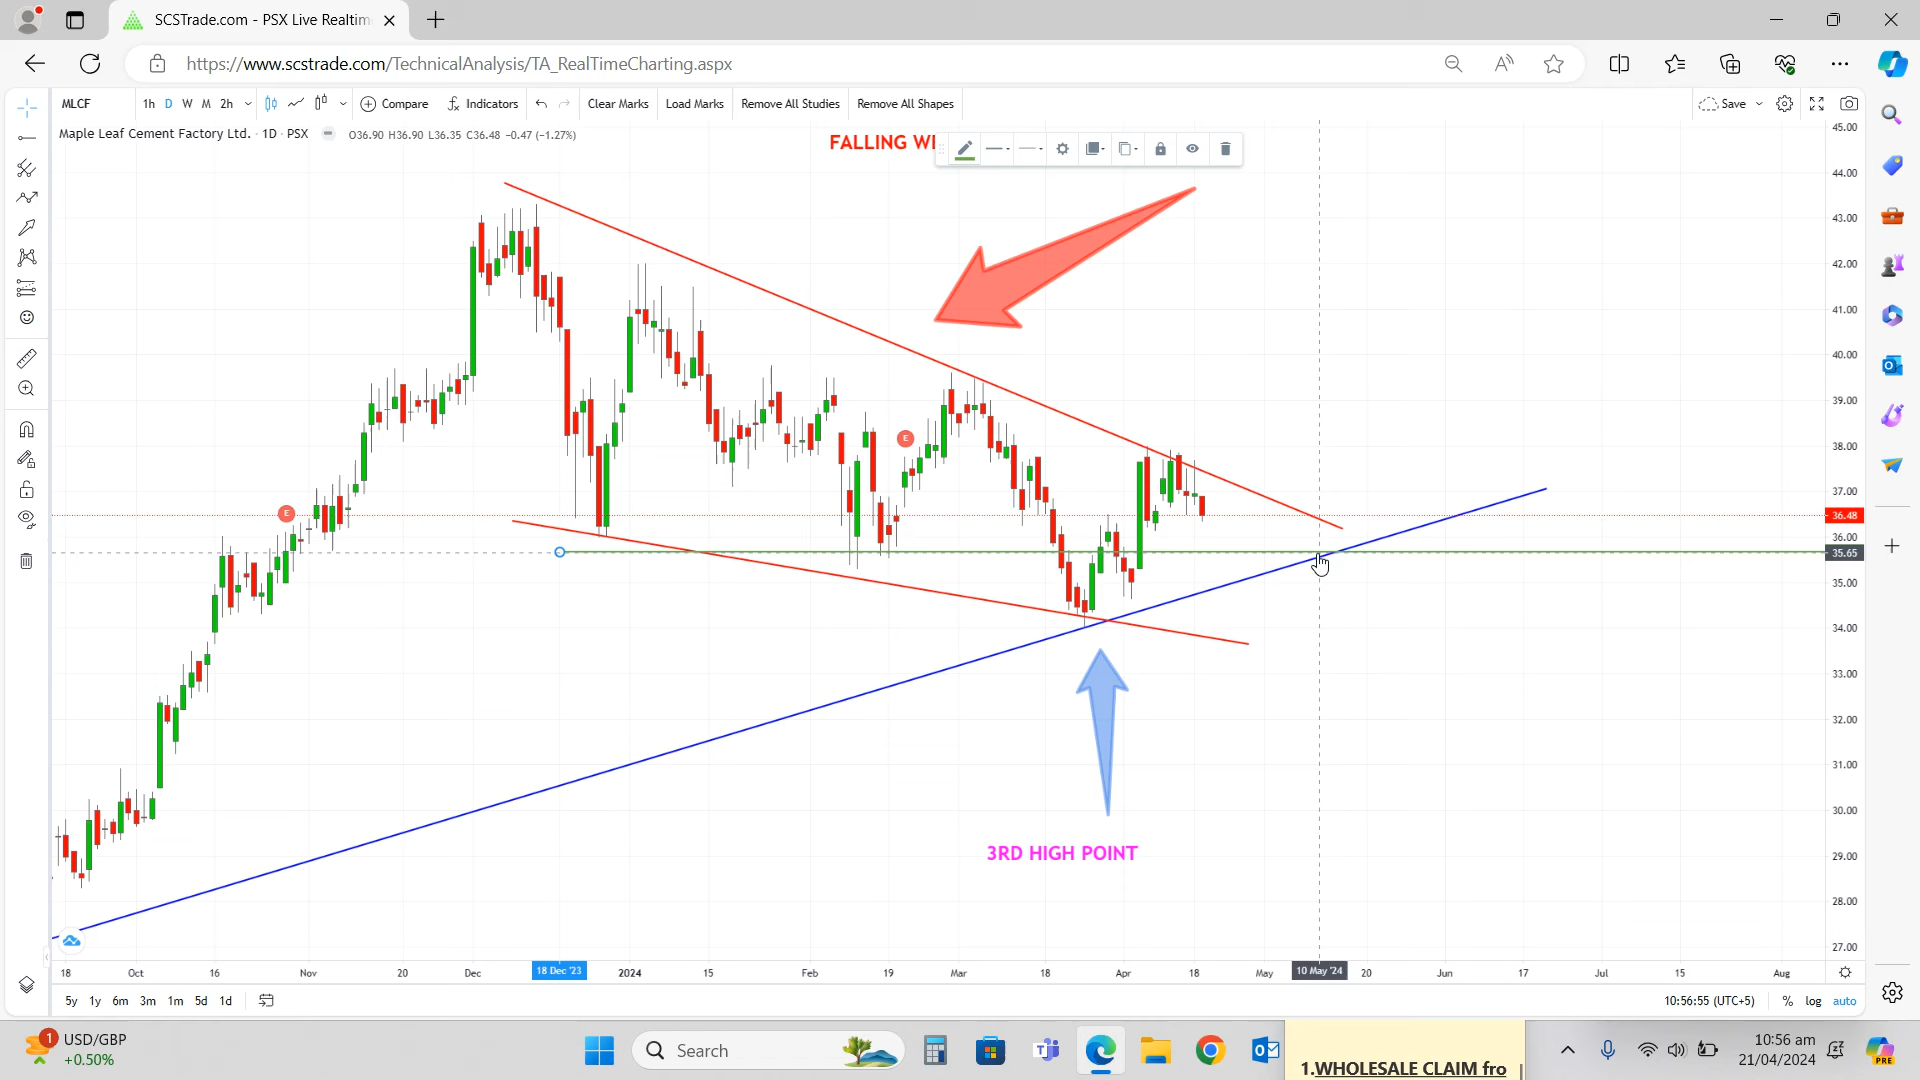 SCSTrade.com - PSX Live Realtim
https://www.scstrade.com/TechnicalAnalysis/TA_RealTimeCharting.aspx
MLCF 1h D W M 2h Compare Indicators Clear Marks Load Marks Remove All Studies Remove All Shapes Save
Maple Leaf Cement Factory Ltd. · 1D · PSX O36.90 H36.90 L36.35 C36.48 -0.47 (-1.27%)
FALLING WE
45.00
44.00
43.00
42.00
41.00
40.00
39.00
38.00
E
37.00
E
36.48
36.00
35.65
35.00
34.00
33.00
32.00
31.00
30.00
3RD HIGH POINT
29.00
28.00
27.00
18 Oct 16 Nov 20 Dec 18 Dec '23 2024 15 Feb 19 Mar 18 Apr 18 May 10 May '24 20 Jun 17 Jul 15 Aug
5y 1y 6m 3m 1m 5d 1d 10:56:55 (UTC+5) % log auto
1 USD/GBP
+0.50%
Search
1.WHOLESALE CLAIM fro
10:56 am
21/04/2024
PRE